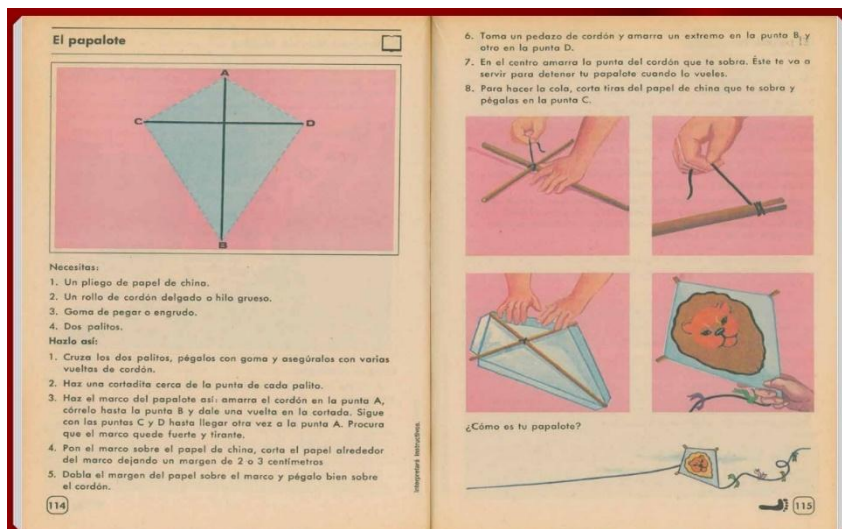 El papalote
A
C
D
B
Necesitas:
1. Un pliego de papel de china.
2. Un rollo de cordón delgado o hilo grueso.
3. Goma de pegar o engrudo.
4. Dos palitos.
Hazlo así:
1. Cruza los dos palitos, pégalos con goma y asegúralos con varias
vueltas de cordón.
2. Haz una cortadita cerca de la punta de cada palito.
3. Haz el marco del papalote así: amarra el cordón en la punta A,
córrelo hasta la punta B y dale una vuelta en la cortada. Sigue
con las puntas C y D hasta llegar otra vez a la punta A. Procura
que el marco quede fuerte y tirante.
4. Pon el marco sobre el papel de china, corta el papel alrededor
del marco dejando un margen de 2 o 3 centímetros
5. Dobla el margen del papel sobre el marco y pégalo bien sobre
el cordón.
Interpretará instructivos.
114
6. Toma un pedazo de cordón y amarra un extremo en la punta B y
otro en la punta D.
7. En el centro amarra la punta del cordón que te sobra. Éste te va a
servir para detener tu papalote cuando lo vueles.
8. Para hacer la cola, corta tiras del papel de china que te sobra y
pégalas en la punta C.
¿Cómo es tu papalote?
115